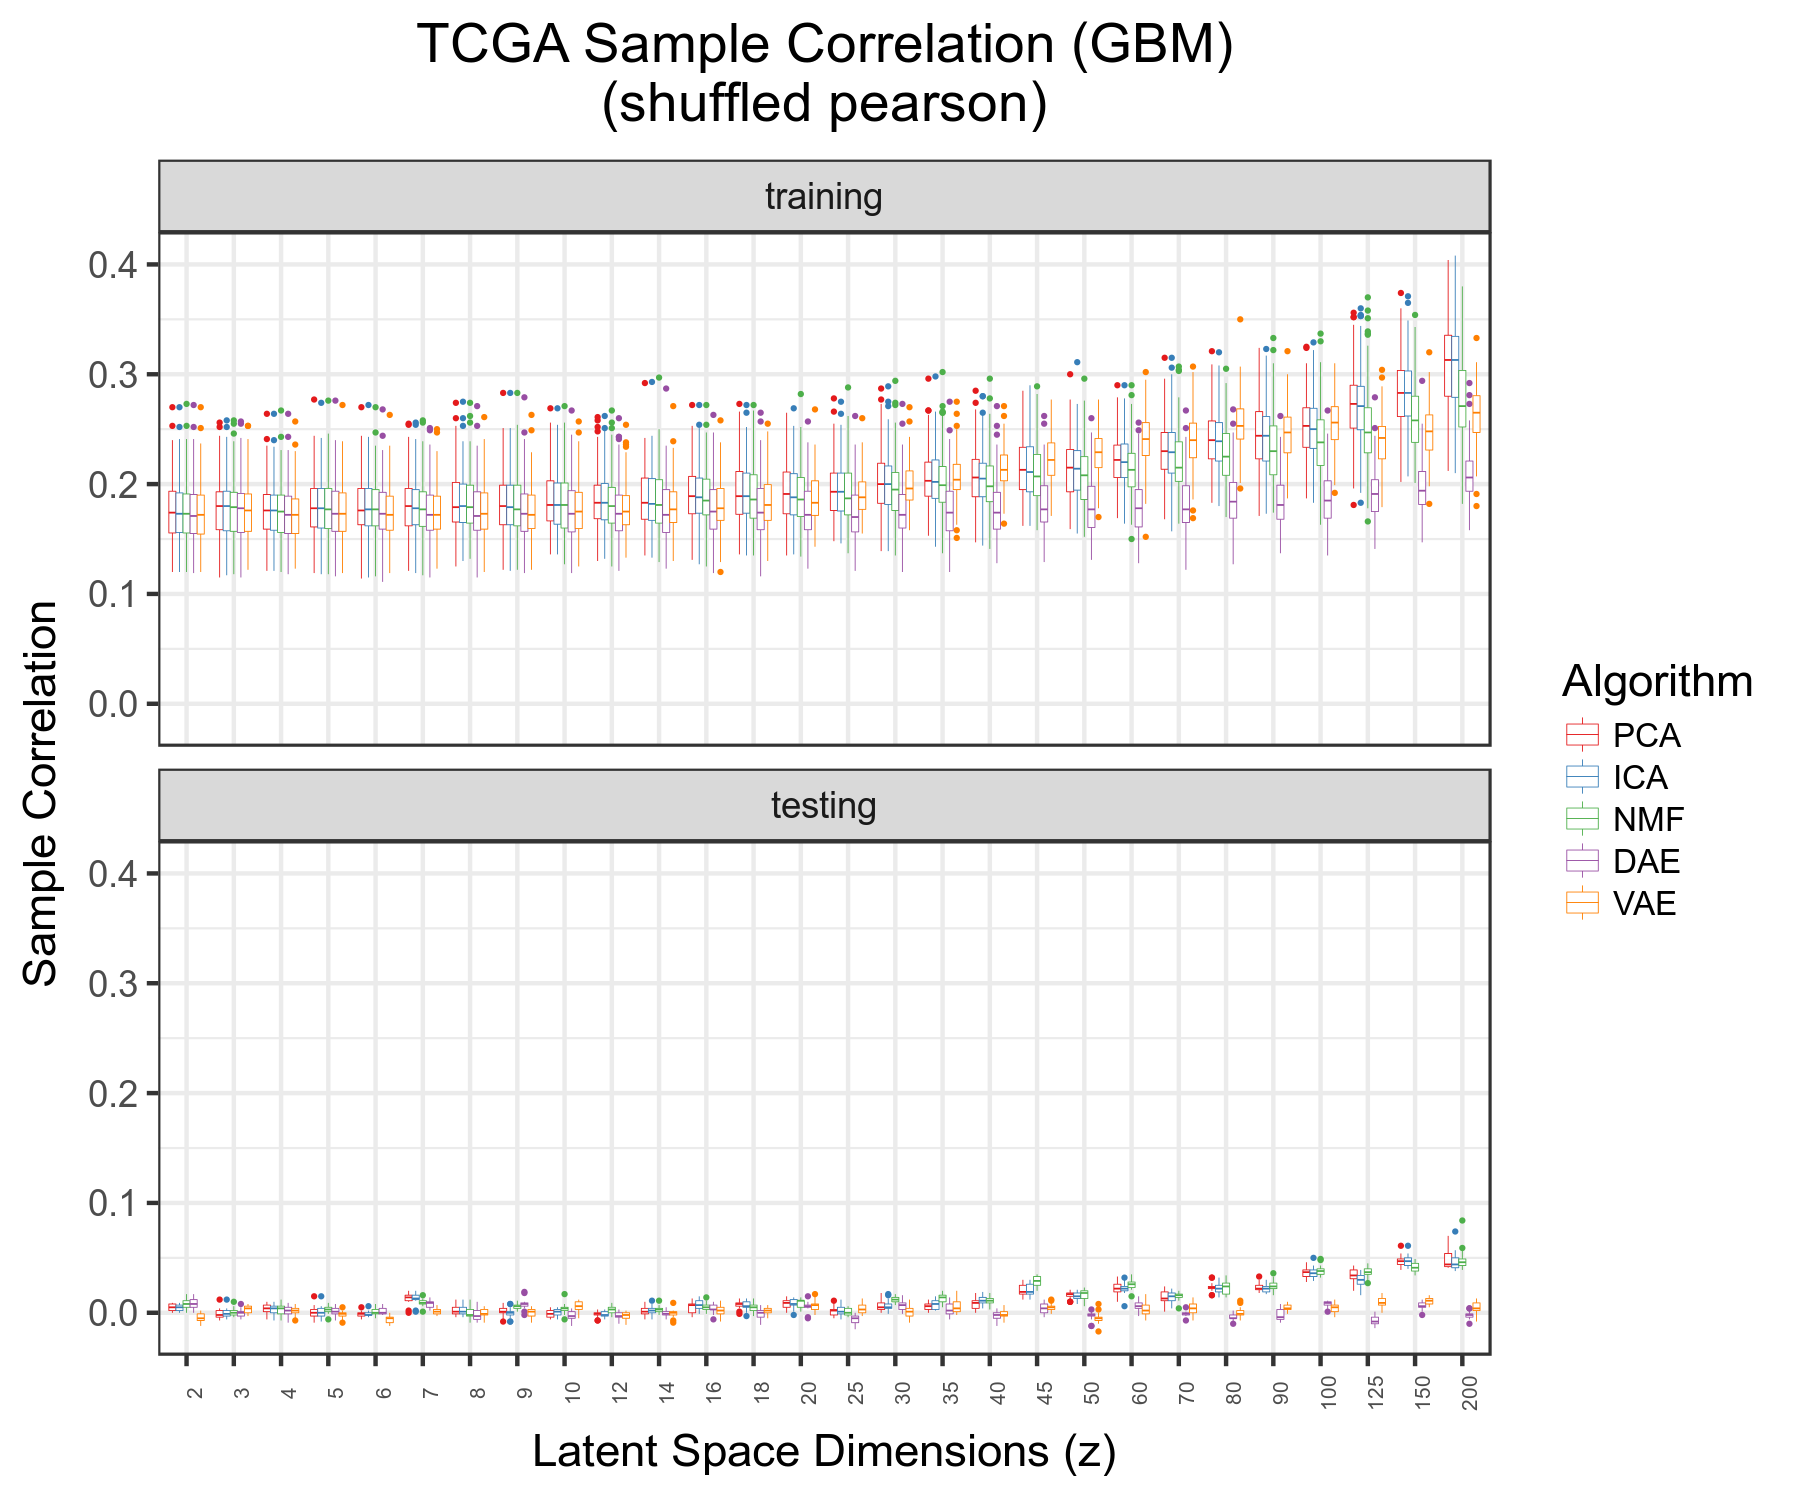 TCGA Sample Correlation (GBM)
(shuffled pearson)
training
0.4
0.3
0.2
0.1
0.0
testing
0.4
0.3
0.2
0.1
0.0
Sample Correlation
2 3 4 5 6 7 8 9 10 12 14 16 18 20 25 30 35 40 45 50 60 70 80 90 100 125 150 200
Latent Space Dimensions (z)
Algorithm
PCA
ICA
NMF
DAE
VAE